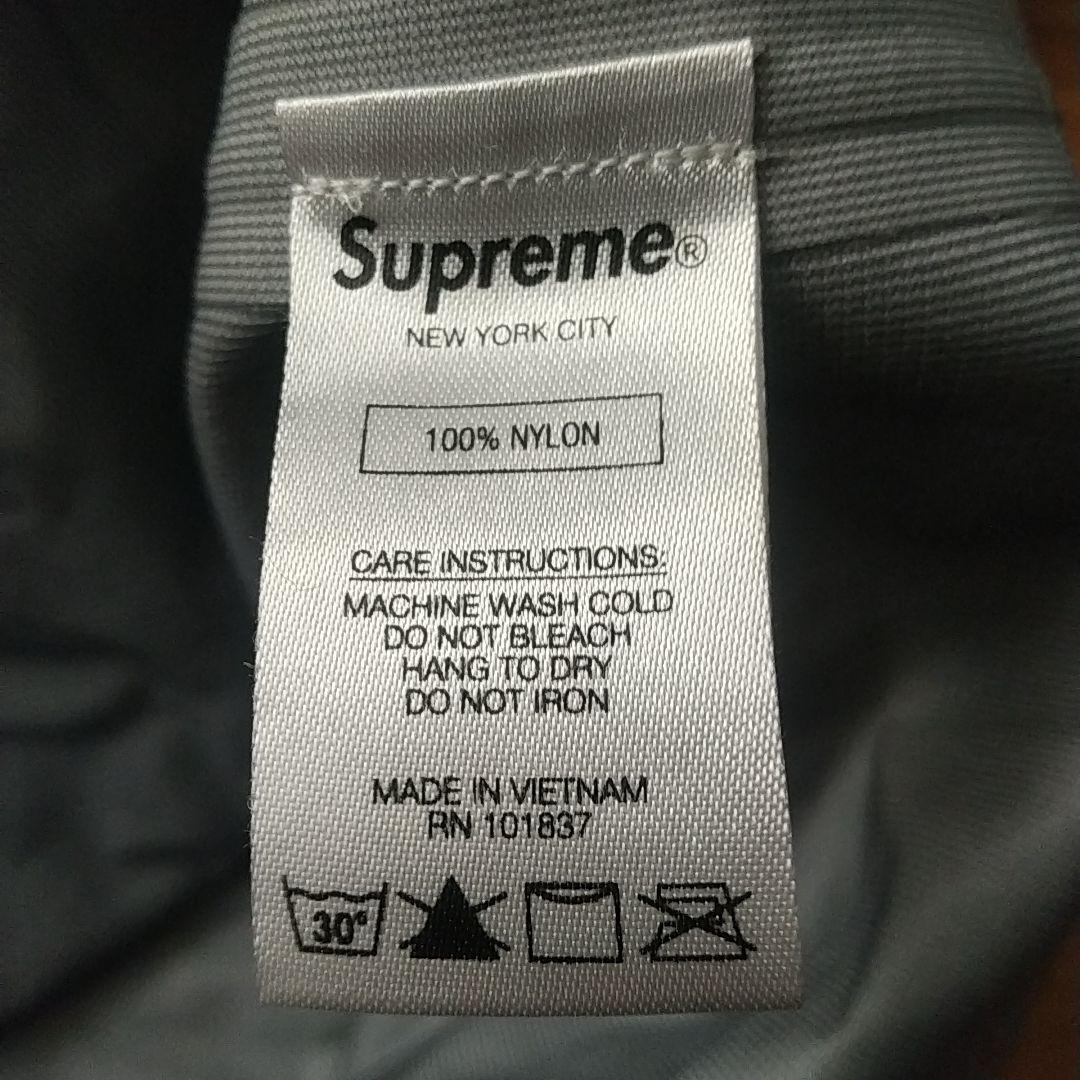 Supreme®
NEW YORK CITY
100% NYLON
CARE INSTRUCTIONS:
MACHINE WASH COLD
DO NOT BLEACH
HANG TO DRY
DO NOT IRON
MADE IN VIETNAM
RN 101837
30°